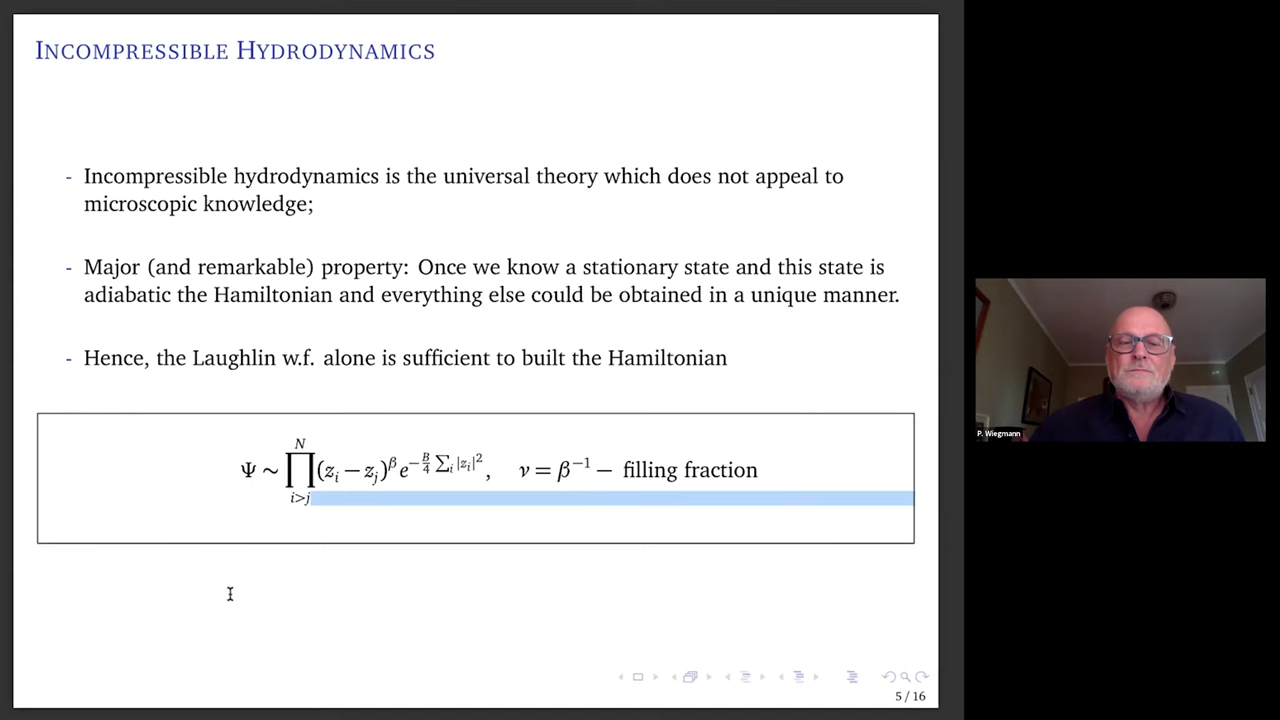 INCOMPRESSIBLE HYDRODYNAMICS
- Incompressible hydrodynamics is the universal theory which does not appeal to
microscopic knowledge;
- Major (and remarkable) property: Once we know a stationary state and this state is
adiabatic the Hamiltonian and everything else could be obtained in a unique manner.
- Hence, the Laughlin w.f. alone is sufficient to built the Hamiltonian
Ψ ∼ ∏_{i>j}^{N} (z_i − z_j)^β e^{−\frac{B}{4} ∑_i |z_i|^2}, ν = β^{−1} − filling fraction
P. Wiegmann
5 / 16